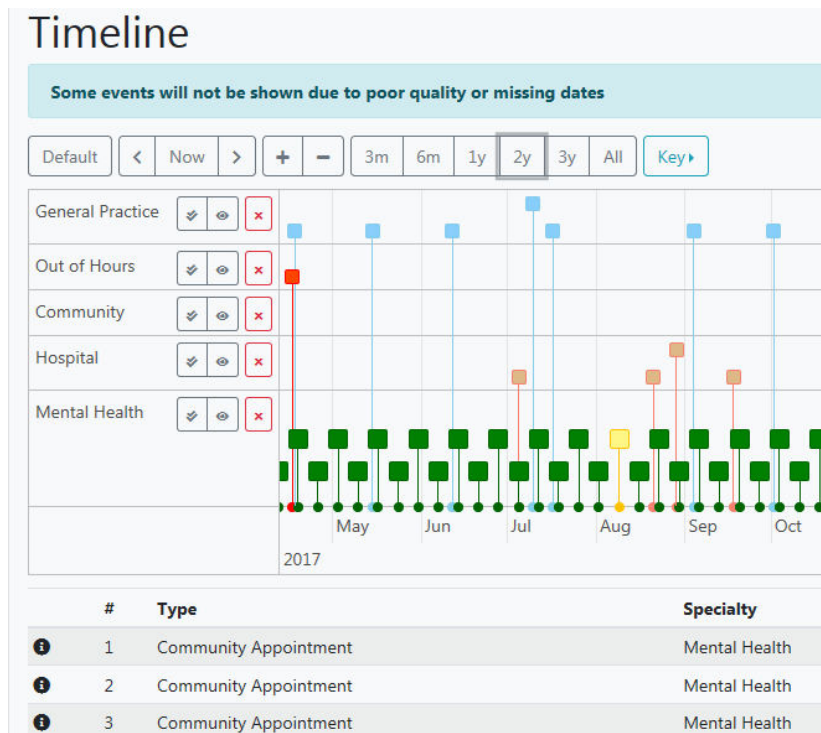 Timeline
Some events will not be shown due to poor quality or missing dates
Default < Now > + − 3m 6m 1y 2y 3y All Key
General Practice
Out of Hours
Community
Hospital
Mental Health
May Jun Jul Aug Sep Oct
2017
# Type Specialty
1 Community Appointment Mental Health
2 Community Appointment Mental Health
3 Community Appointment Mental Health